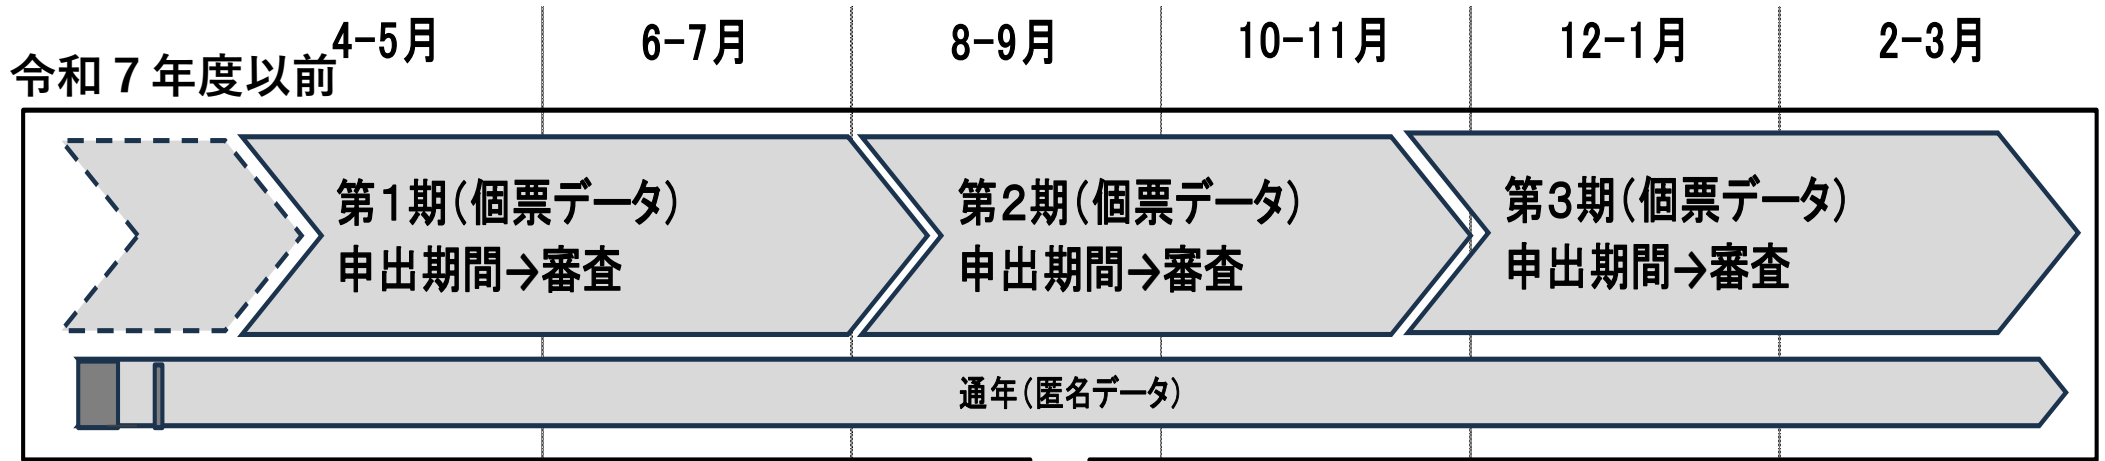 4-5月
6-7月
8-9月
10-11月
12-1月
2-3月
令和７年度以前
第１期(個票データ)
申出期間→審査
第２期(個票データ)
申出期間→審査
第３期(個票データ)
申出期間→審査
通年(匿名データ)